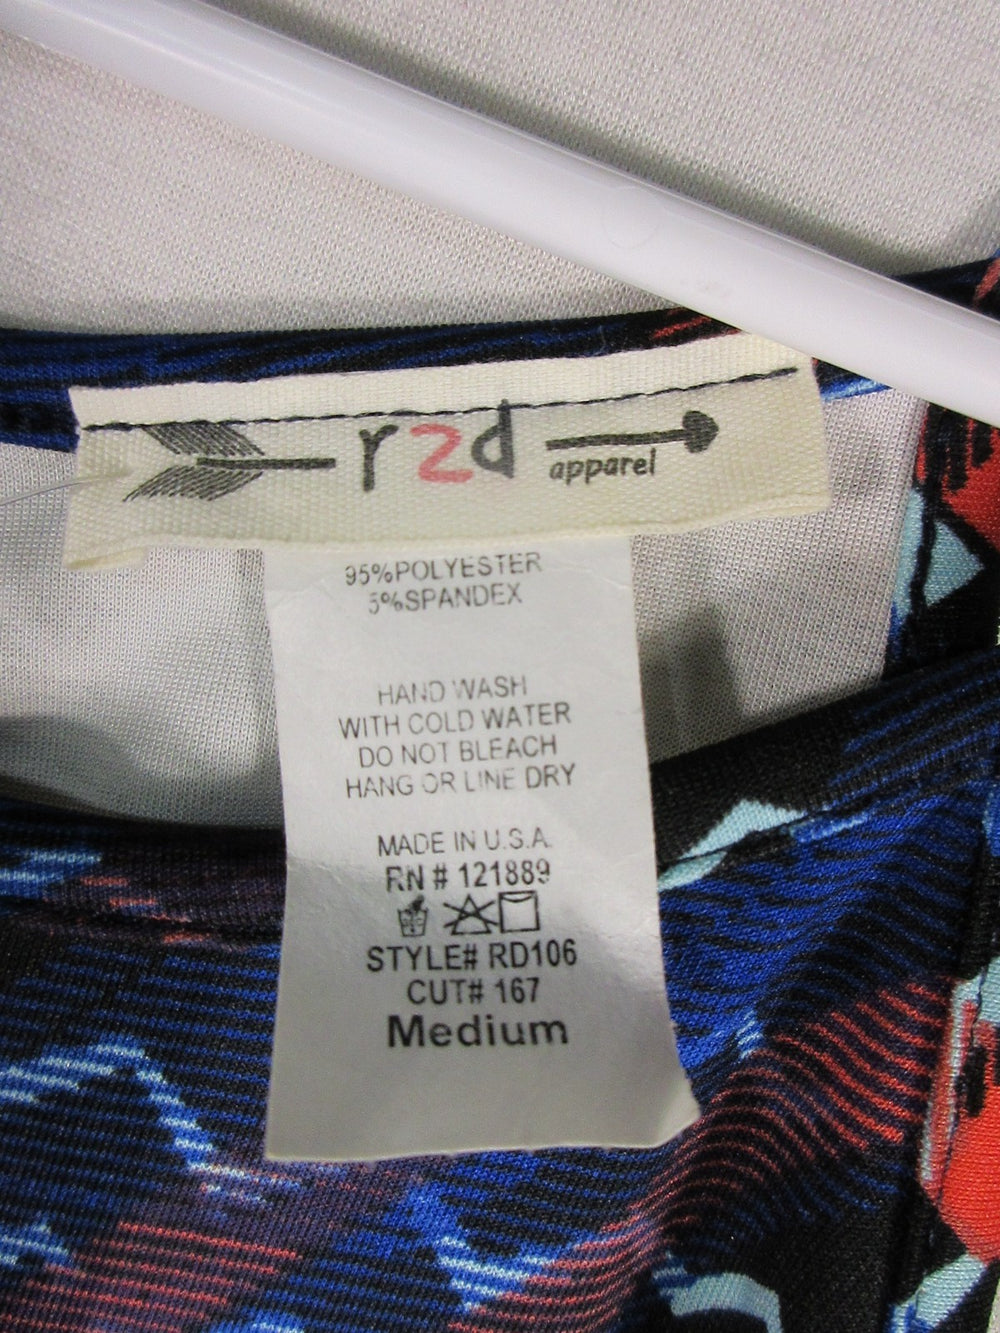 r2d apparel
95%POLYESTER
5%SPANDEX
HAND WASH
WITH COLD WATER
DO NOT BLEACH
HANG OR LINE DRY
MADE IN U.S.A.
RN # 121889
STYLE# RD106
CUT# 167
Medium